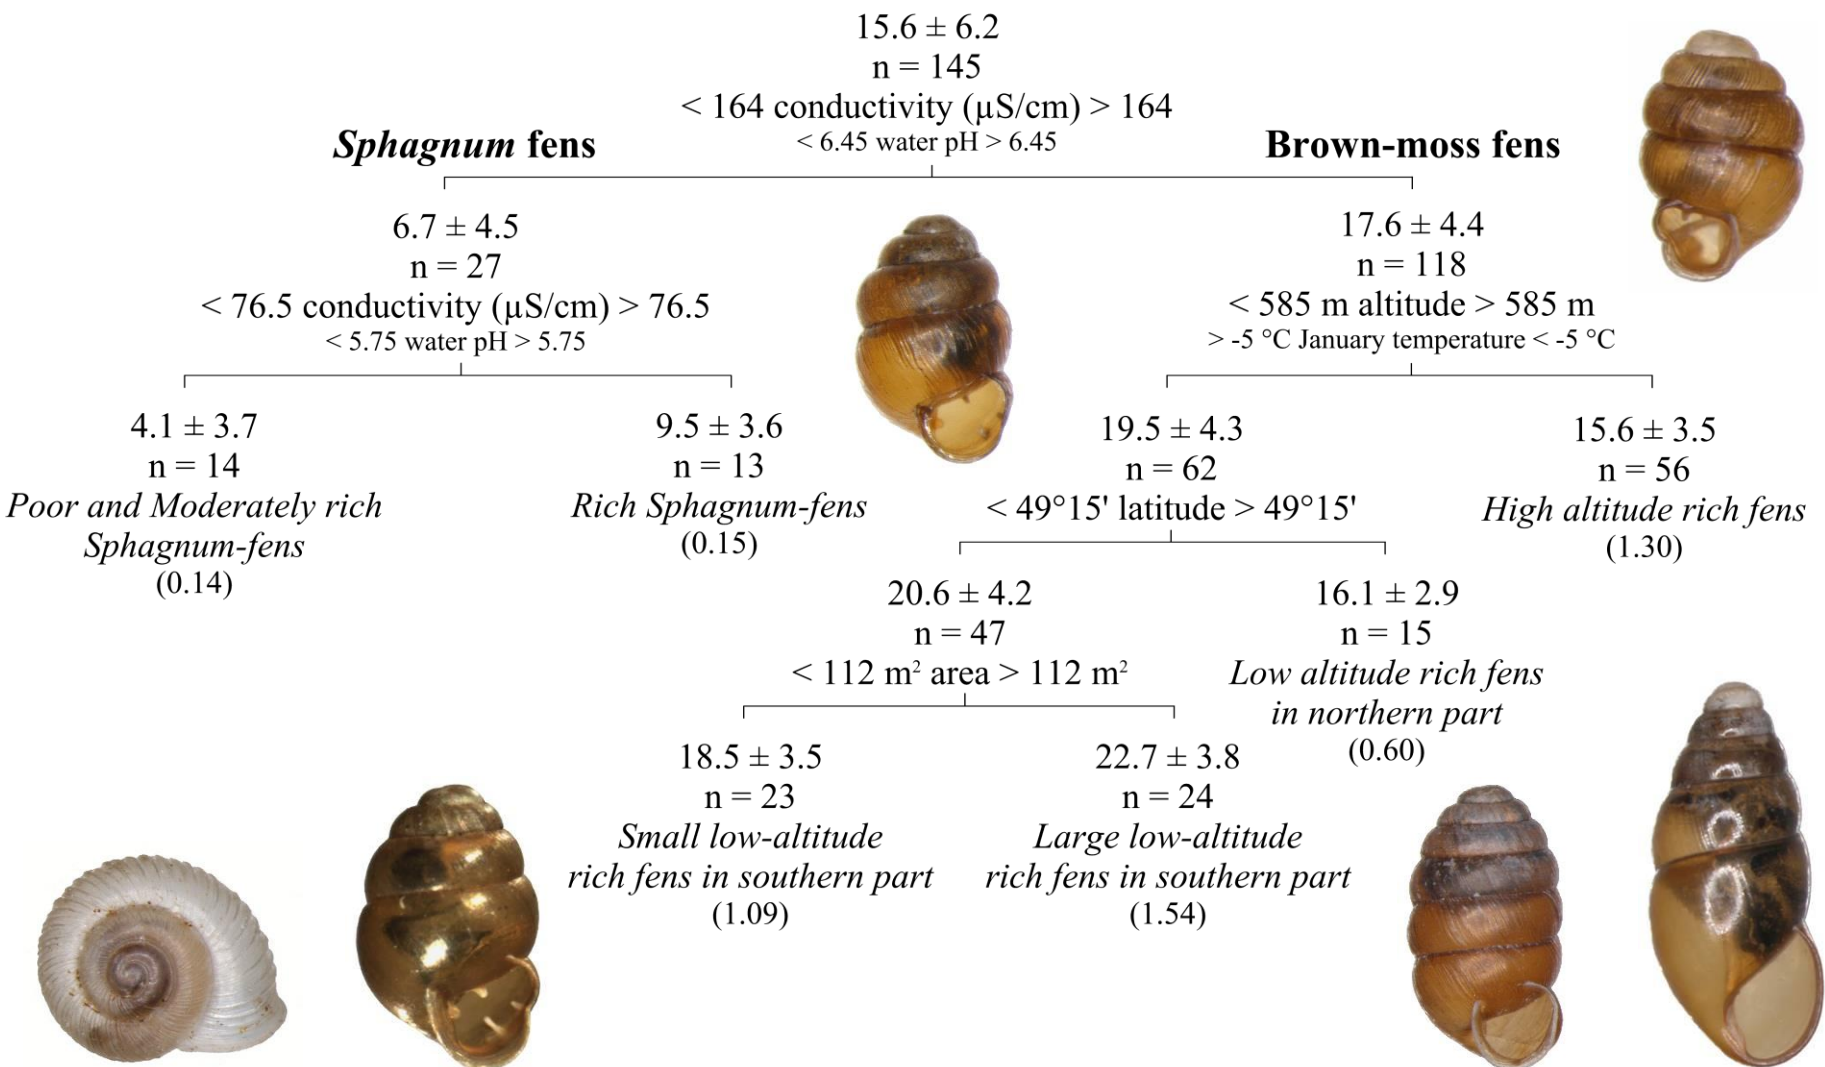 15.6 ± 6.2
n = 145
< 164 conductivity (µS/cm) > 164
< 6.45 water pH > 6.45
Sphagnum fens
Brown-moss fens
6.7 ± 4.5
n = 27
< 76.5 conductivity (µS/cm) > 76.5
< 5.75 water pH > 5.75
17.6 ± 4.4
n = 118
< 585 m altitude > 585 m
> -5 °C January temperature < -5 °C
4.1 ± 3.7
n = 14
Poor and Moderately rich
Sphagnum-fens
(0.14)
9.5 ± 3.6
n = 13
Rich Sphagnum-fens
(0.15)
19.5 ± 4.3
n = 62
< 49°15' latitude > 49°15'
15.6 ± 3.5
n = 56
High altitude rich fens
(1.30)
20.6 ± 4.2
n = 47
< 112 m² area > 112 m²
16.1 ± 2.9
n = 15
Low altitude rich fens
in northern part
(0.60)
18.5 ± 3.5
n = 23
Small low-altitude
rich fens in southern part
(1.09)
22.7 ± 3.8
n = 24
Large low-altitude
rich fens in southern part
(1.54)